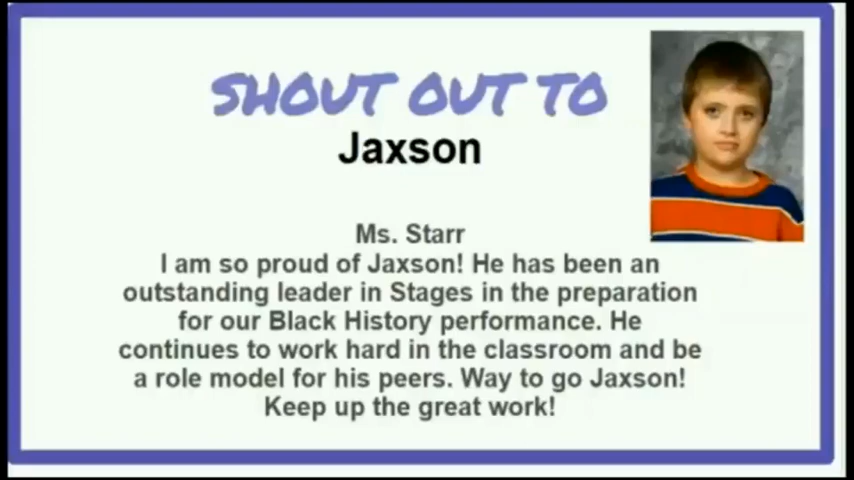 SHOUT OUT TO
Jaxson
Ms. Starr
I am so proud of Jaxson! He has been an
outstanding leader in Stages in the preparation
for our Black History performance. He
continues to work hard in the classroom and be
a role model for his peers. Way to go Jaxson!
Keep up the great work!